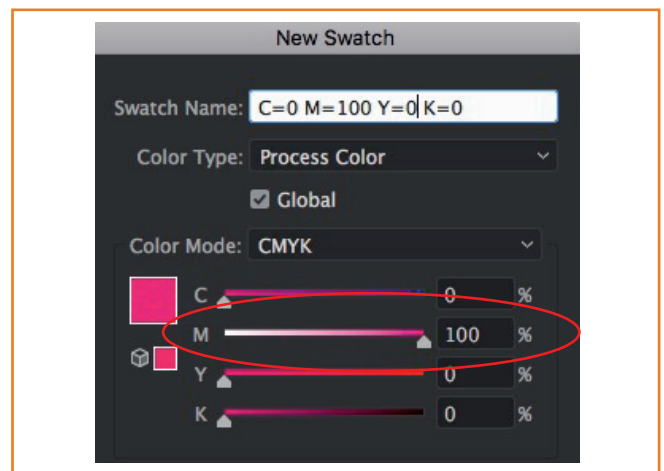 New Swatch
Swatch Name: C=0 M=100 Y=0 K=0
Color Type: Process Color
Global
Color Mode: CMYK
C 0 %
M 100 %
Y 0 %
K 0 %